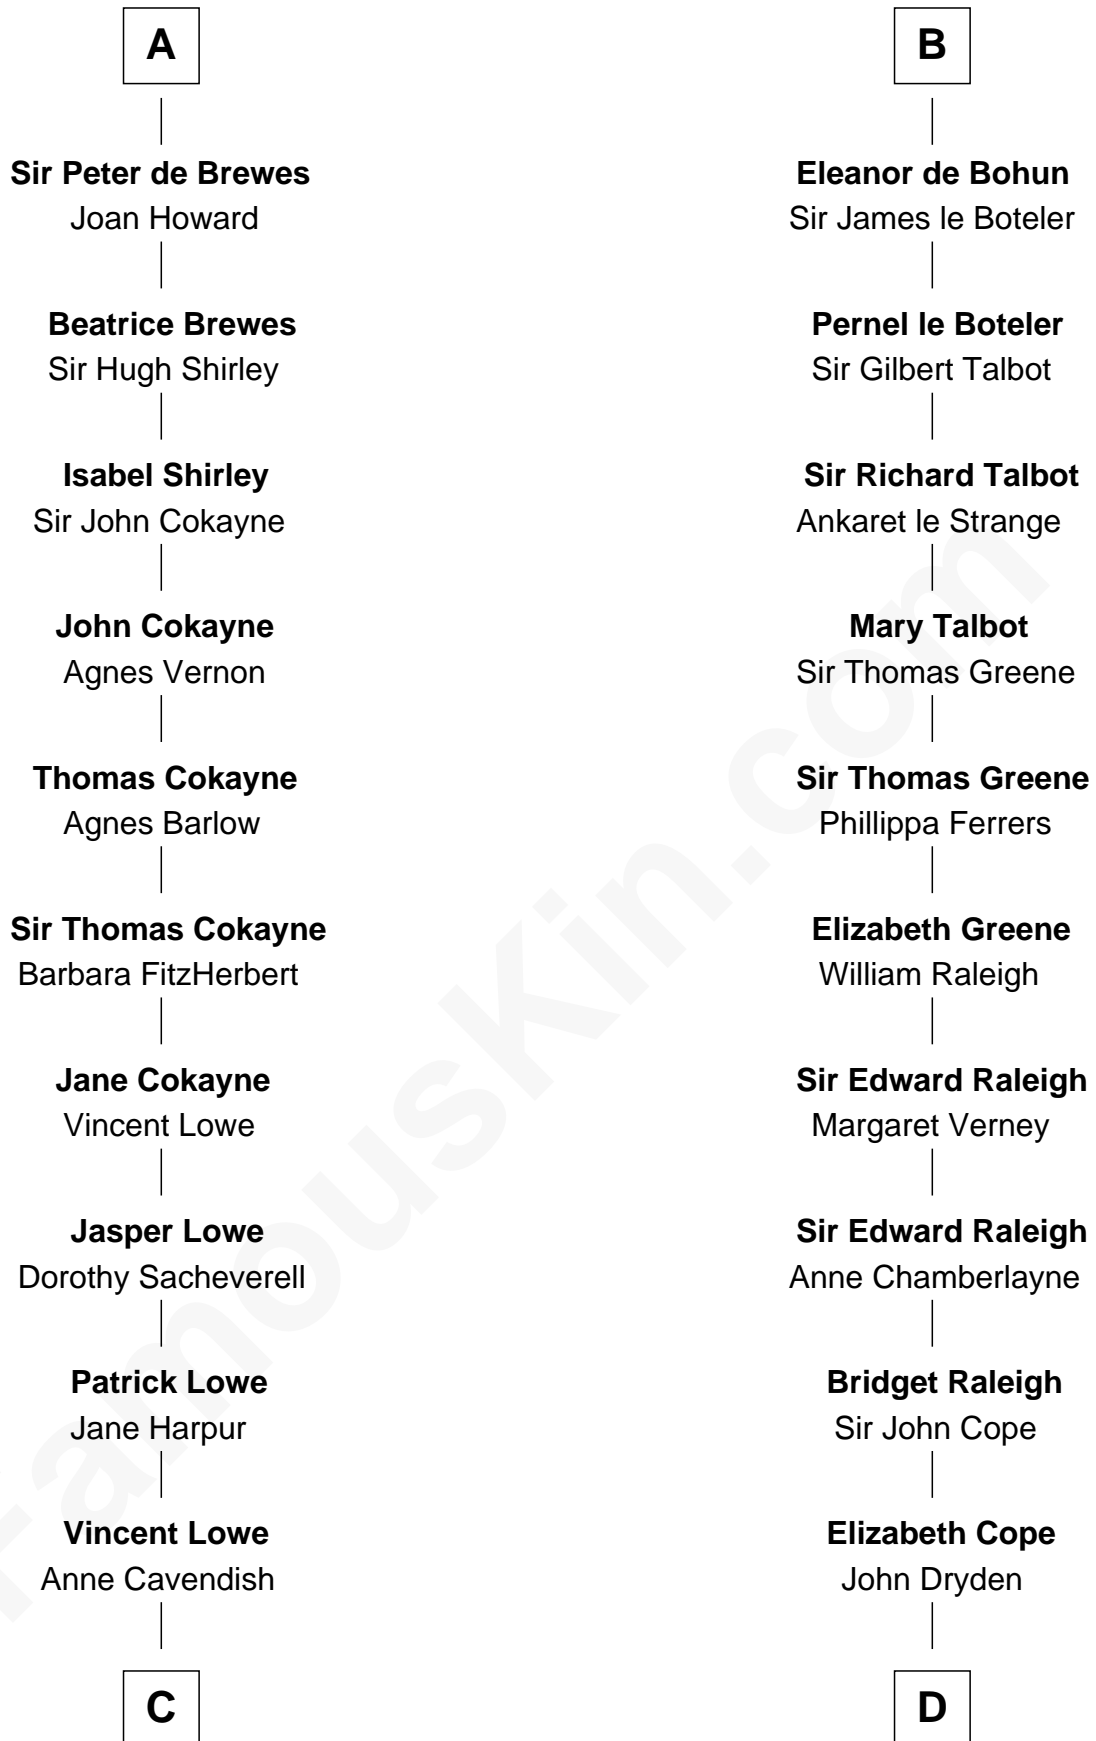 A
Sir Peter de Brewes
Joan Howard
Beatrice Brewes
Sir Hugh Shirley
Isabel Shirley
Sir John Cokayne
John Cokayne
Agnes Vernon
Thomas Cokayne
Agnes Barlow
Sir Thomas Cokayne
Barbara FitzHerbert
Jane Cokayne
Vincent Lowe
Jasper Lowe
Dorothy Sacheverell
Patrick Lowe
Jane Harpur
Vincent Lowe
Anne Cavendish
C
B
Eleanor de Bohun
Sir James le Boteler
Pernel le Boteler
Sir Gilbert Talbot
Sir Richard Talbot
Ankaret le Strange
Mary Talbot
Sir Thomas Greene
Sir Thomas Greene
Phillippa Ferrers
Elizabeth Greene
William Raleigh
Sir Edward Raleigh
Margaret Verney
Sir Edward Raleigh
Anne Chamberlayne
Bridget Raleigh
Sir John Cope
Elizabeth Cope
John Dryden
D
FamousKin.com